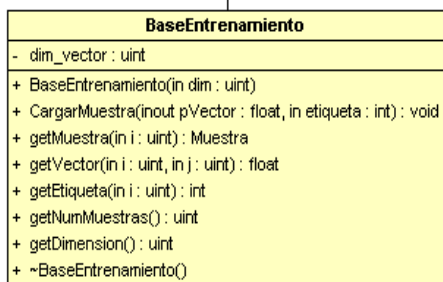 BaseEntrenamiento
- dim_vector : uint
+ BaseEntrenamiento(in dim : uint)
+ CargarMuestra(inout pVector : float, in etiqueta : int) : void
+ getMuestra(in i : uint) : Muestra
+ getVector(in i : uint, in j : uint) : float
+ getEtiqueta(in i : uint) : int
+ getNumMuestras() : uint
+ getDimension() : uint
+ ~BaseEntrenamiento()